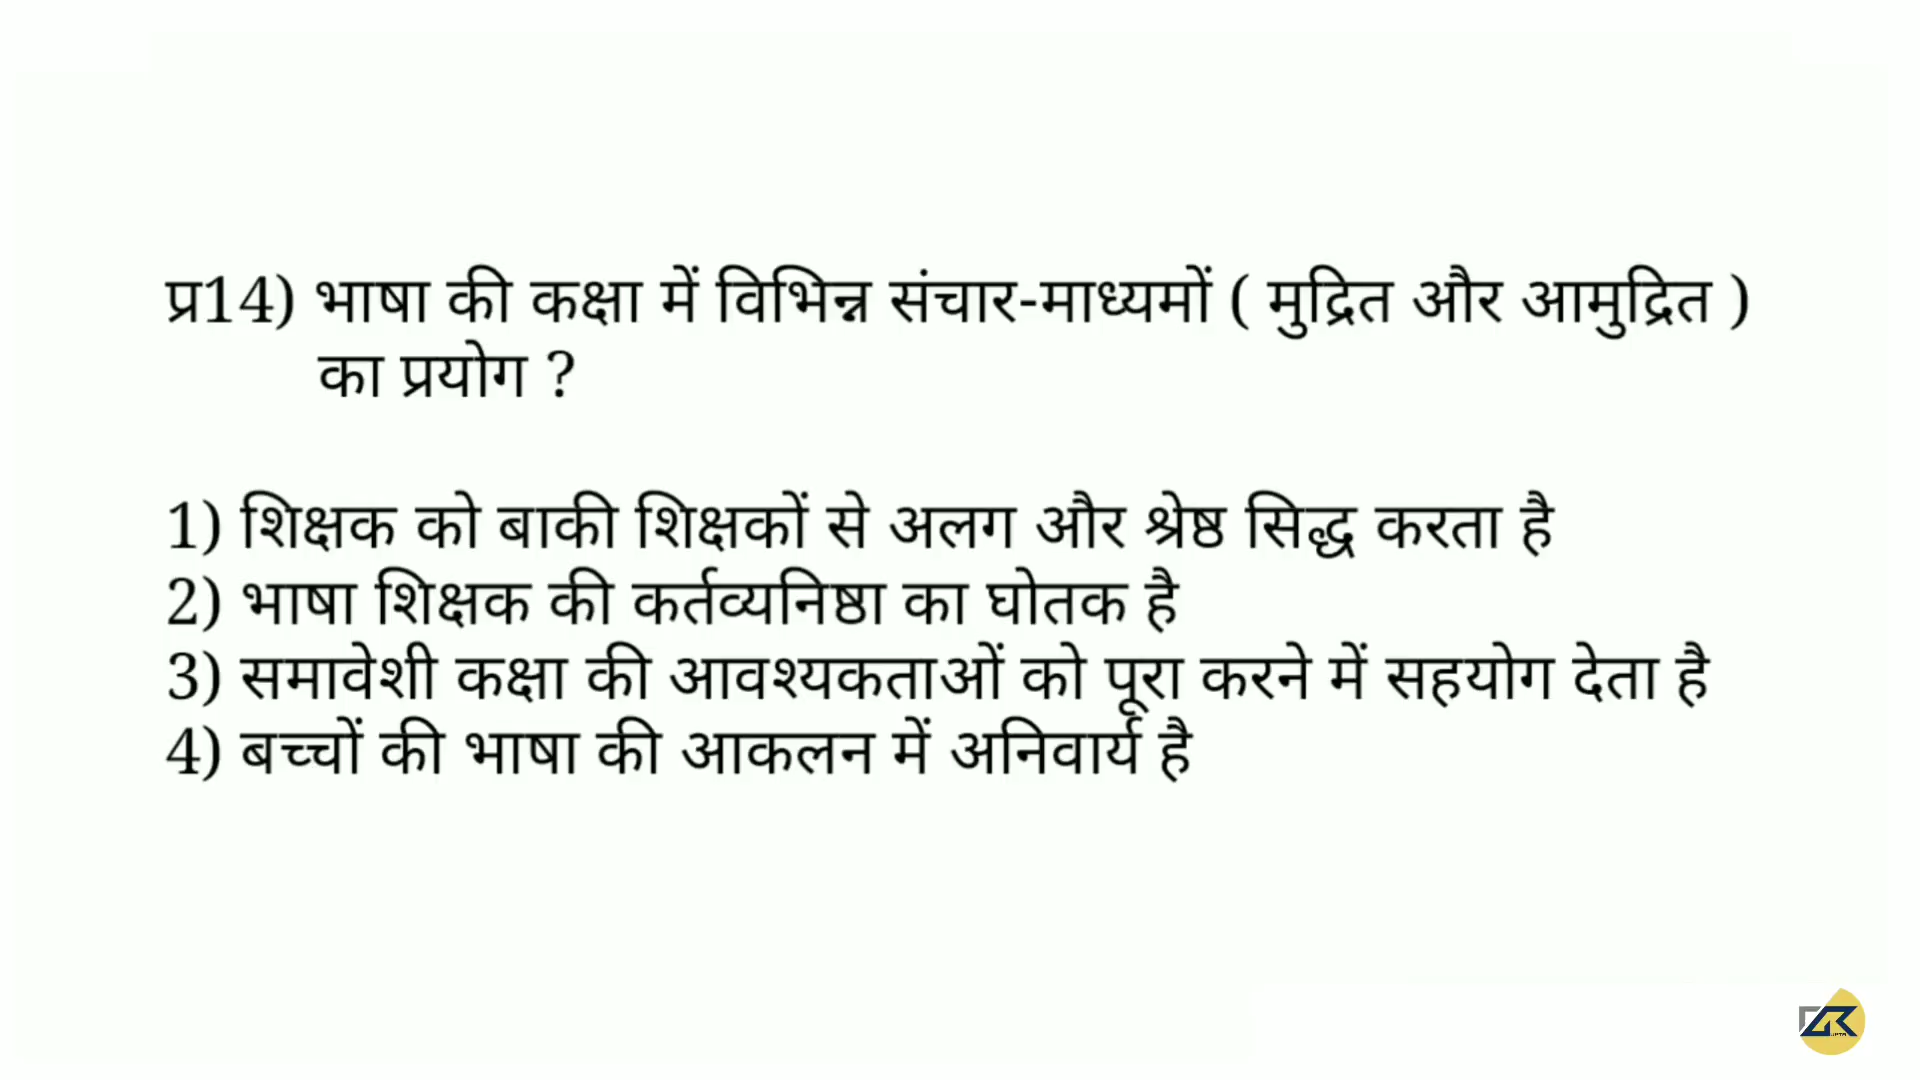 प्र14) भाषा की कक्षा में विभिन्न संचार-माध्यमों ( मुद्रित और आमुद्रित )
का प्रयोग ?
1) शिक्षक को बाकी शिक्षकों से अलग और श्रेष्ठ सिद्ध करता है
2) भाषा शिक्षक की कर्तव्यनिष्ठा का घोतक है
3) समावेशी कक्षा की आवश्यकताओं को पूरा करने में सहयोग देता है
4) बच्चों की भाषा की आकलन में अनिवार्य है